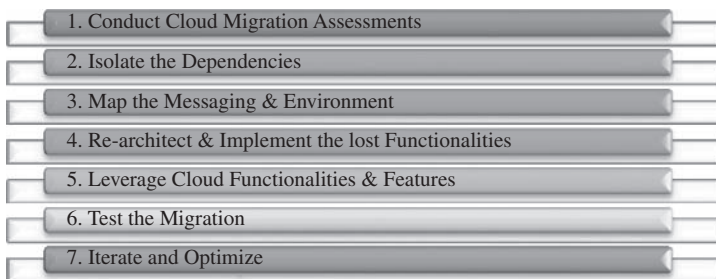 1. Conduct Cloud Migration Assessments
2. Isolate the Dependencies
3. Map the Messaging & Environment
4. Re-architect & Implement the lost Functionalities
5. Leverage Cloud Functionalities & Features
6. Test the Migration
7. Iterate and Optimize